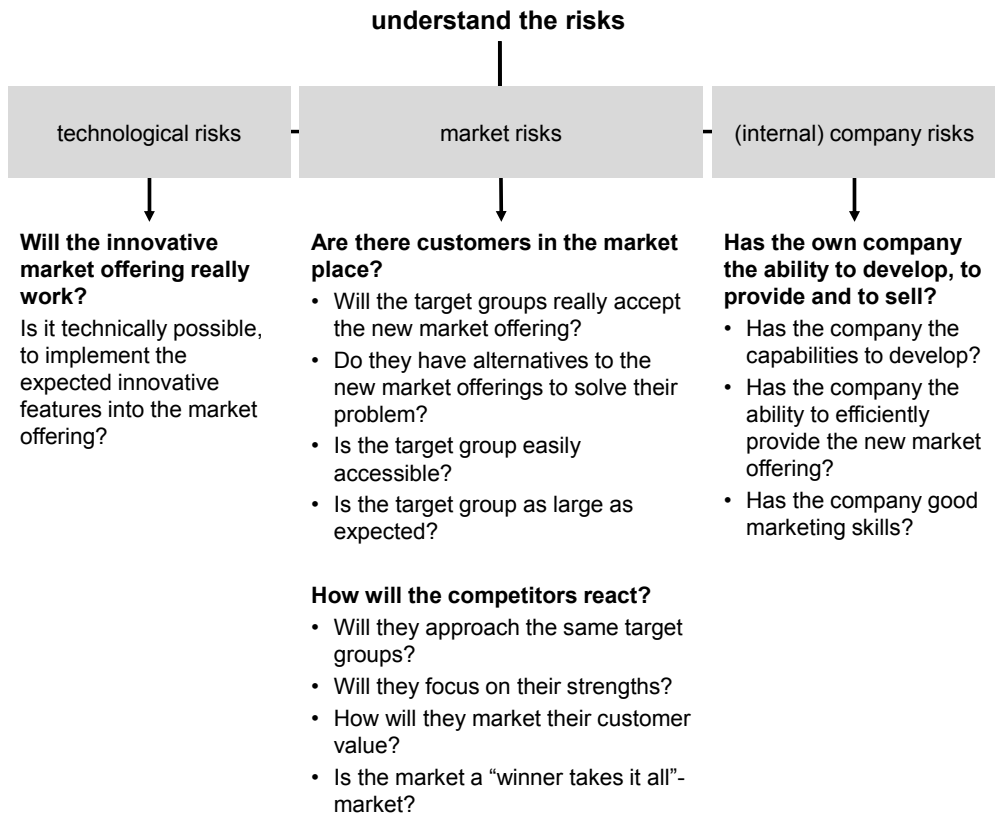 understand the risks
technological risks
market risks
(internal) company risks
Will the innovative
market offering really
work?
Is it technically possible,
to implement the
expected innovative
features into the market
offering?
Are there customers in the market
place?
• Will the target groups really accept
the new market offering?
• Do they have alternatives to the
new market offerings to solve their
problem?
• Is the target group easily
accessible?
• Is the target group as large as
expected?
How will the competitors react?
• Will they approach the same target
groups?
• Will they focus on their strengths?
• How will they market their customer
value?
• Is the market a “winner takes it all”-
market?
Has the own company
the ability to develop, to
provide and to sell?
• Has the company the
capabilities to develop?
• Has the company the
ability to efficiently
provide the new market
offering?
• Has the company good
marketing skills?